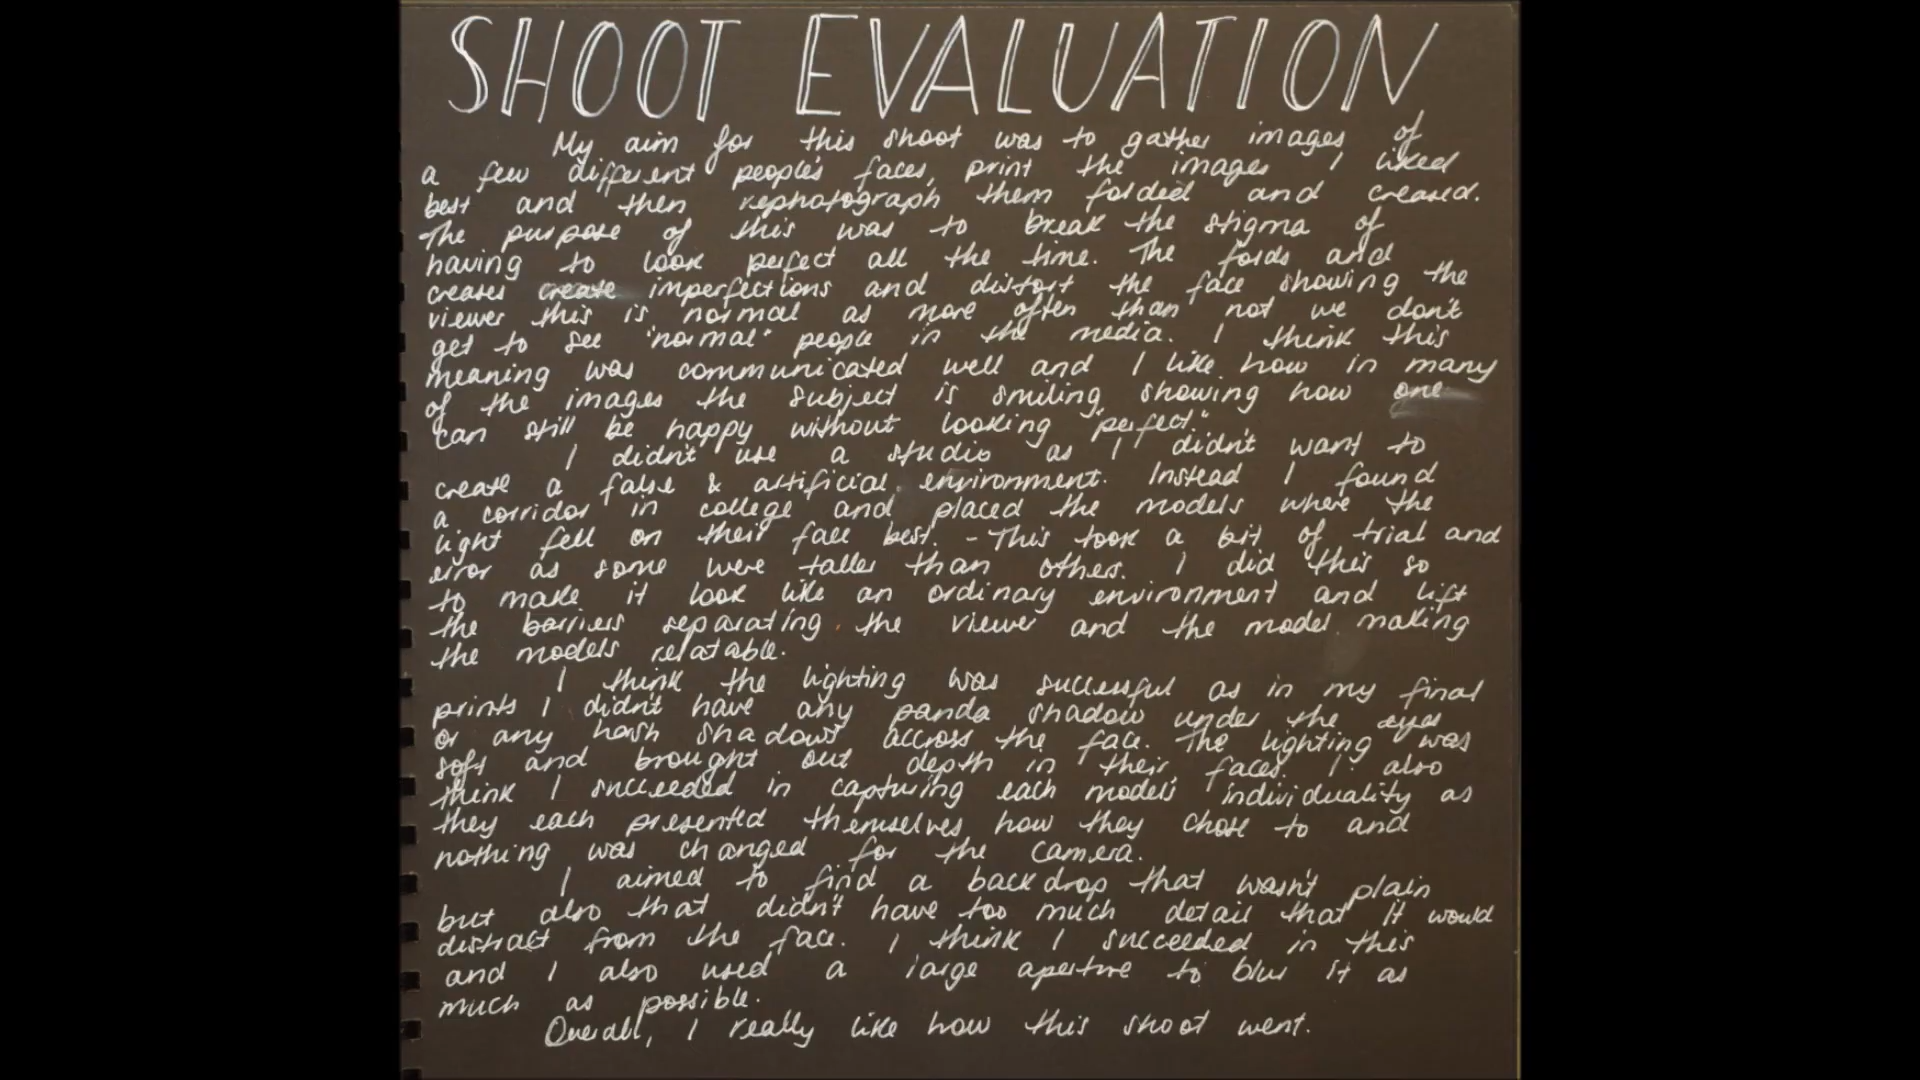 SHOOT EVALUATION
My aim for this shoot was to gather images of
a few different people's faces, print the images I liked
best and then rephotograph them folded and creased.
The purpose of this was to break the stigma of
having to look perfect all the time. The folds and
creases create imperfections and distort the face showing the
viewer this is normal as more often than not we don't
get to see "normal" people in the media. I think this
meaning was communicated well and I like how in many
of the images the subject is smiling showing how one
can still be happy without looking "perfect."
I didn't use a studio as I didn't want to
create a false & artificial environment. Instead I found
a corridor in college and placed the models where the
light fell on their face best. - This took a bit of trial and
error as some were taller than others. I did this so
to make it look like an ordinary environment and lift
the barriers separating the viewer and the model making
the models relatable.
I think the lighting was successful as in my final
prints I didn't have any panda shadow under the eyes
or any harsh shadows accross the face. The lighting was
soft and brought out depth in their faces. I also
think I succeeded in capturing each models individuality as
they each presented themselves how they chose to and
nothing was changed for the camera.
I aimed to find a backdrop that wasn't plain
but also that didn't have too much detail that it would
distract from the face. I think I succeeded in this
and I also used a large aperture to blur it as
much as possible.
Overall, I really like how this shoot went.